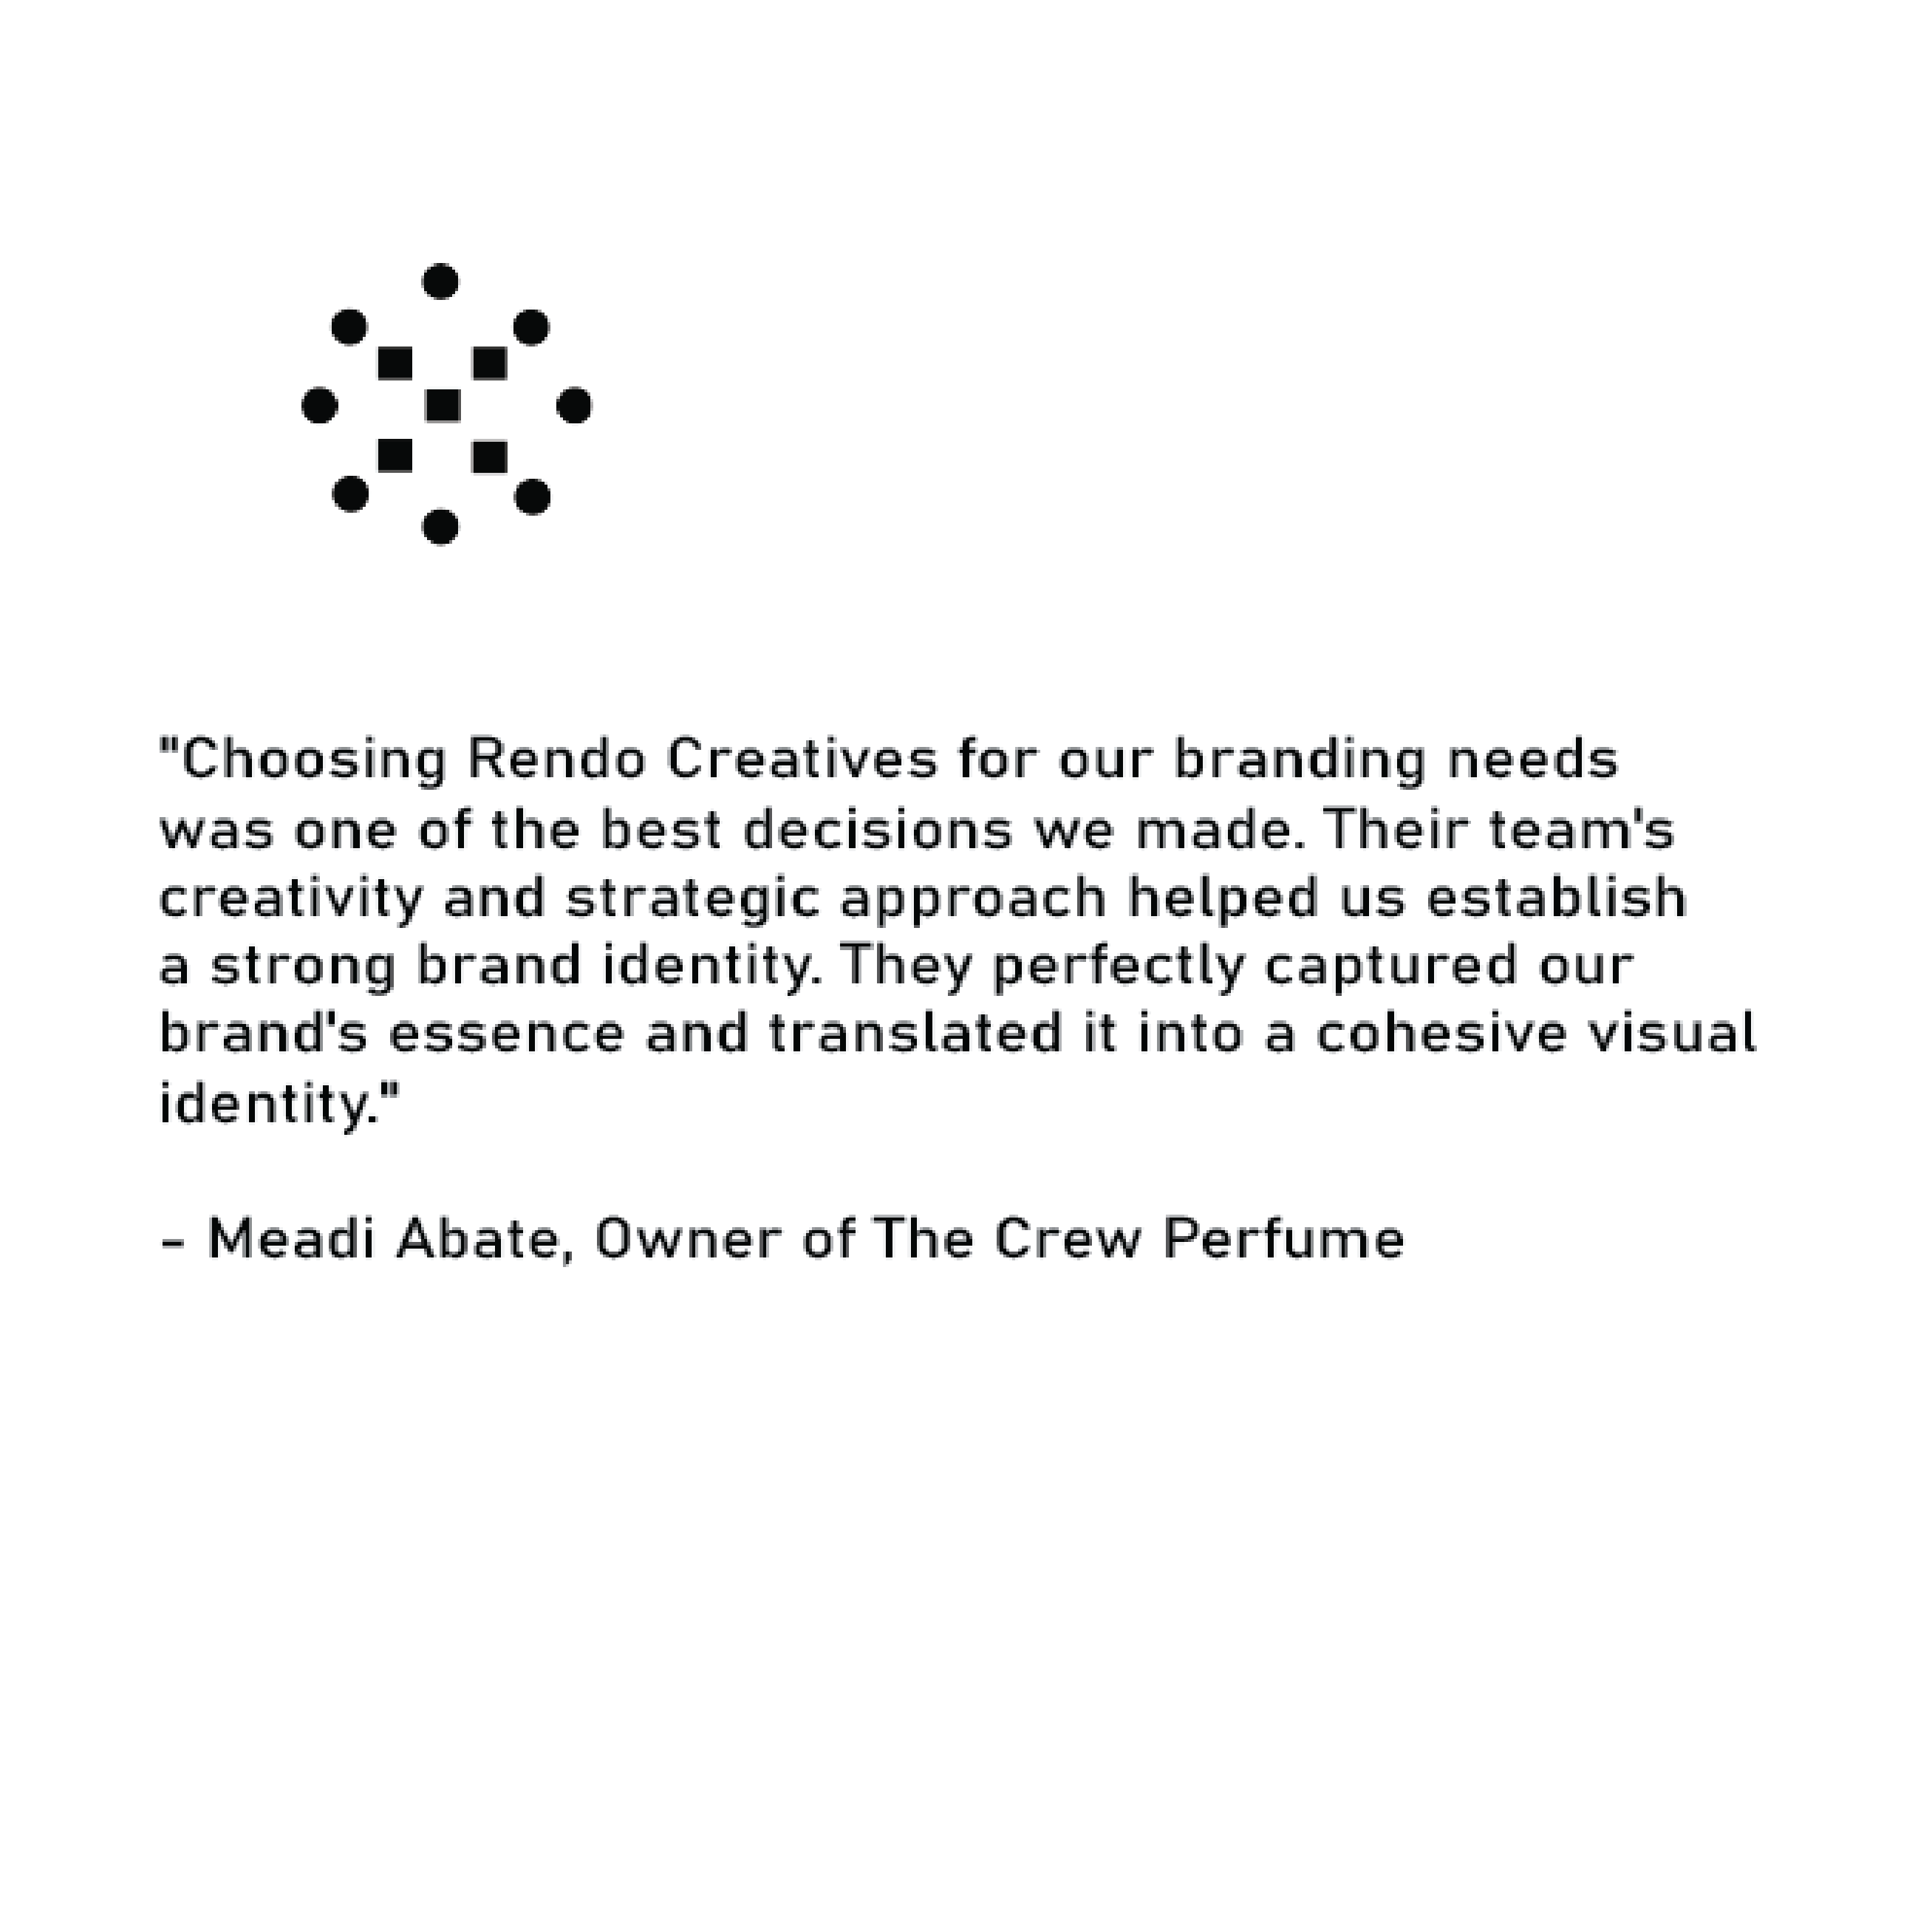 "Choosing Rendo Creatives for our branding needs
was one of the best decisions we made. Their team's
creativity and strategic approach helped us establish
a strong brand identity. They perfectly captured our
brand's essence and translated it into a cohesive visual
identity."
- Meadi Abate, Owner of The Crew Perfume